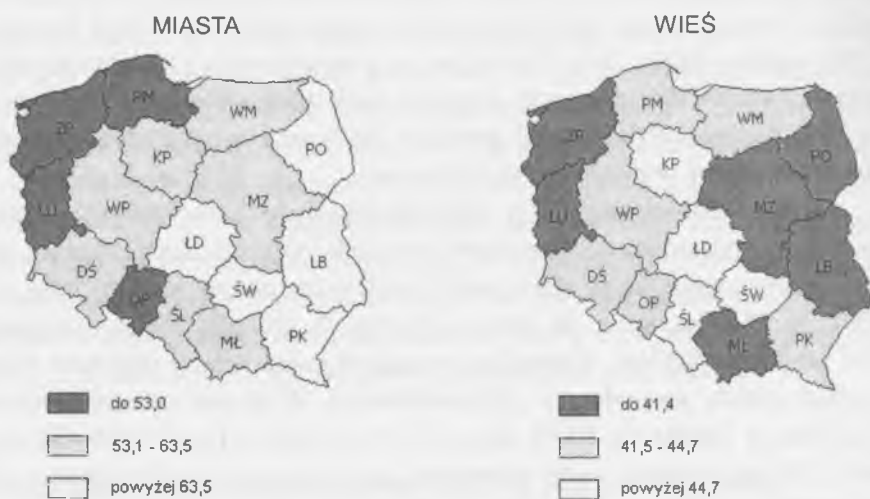 MIASTA
PM
ZP
WM
PO
KP
LU
WP
MZ
ŁD
LB
DŚ
OP
ŚW
ŚL
MŁ
PK
do 53,0
53,1 - 63,5
powyżej 63,5
WIEŚ
PM
ZP
WM
PO
KP
LU
WP
MZ
ŁD
LB
DŚ
OP
ŚW
ŚL
MŁ
PK
do 41,4
41,5 - 44,7
powyżej 44,7